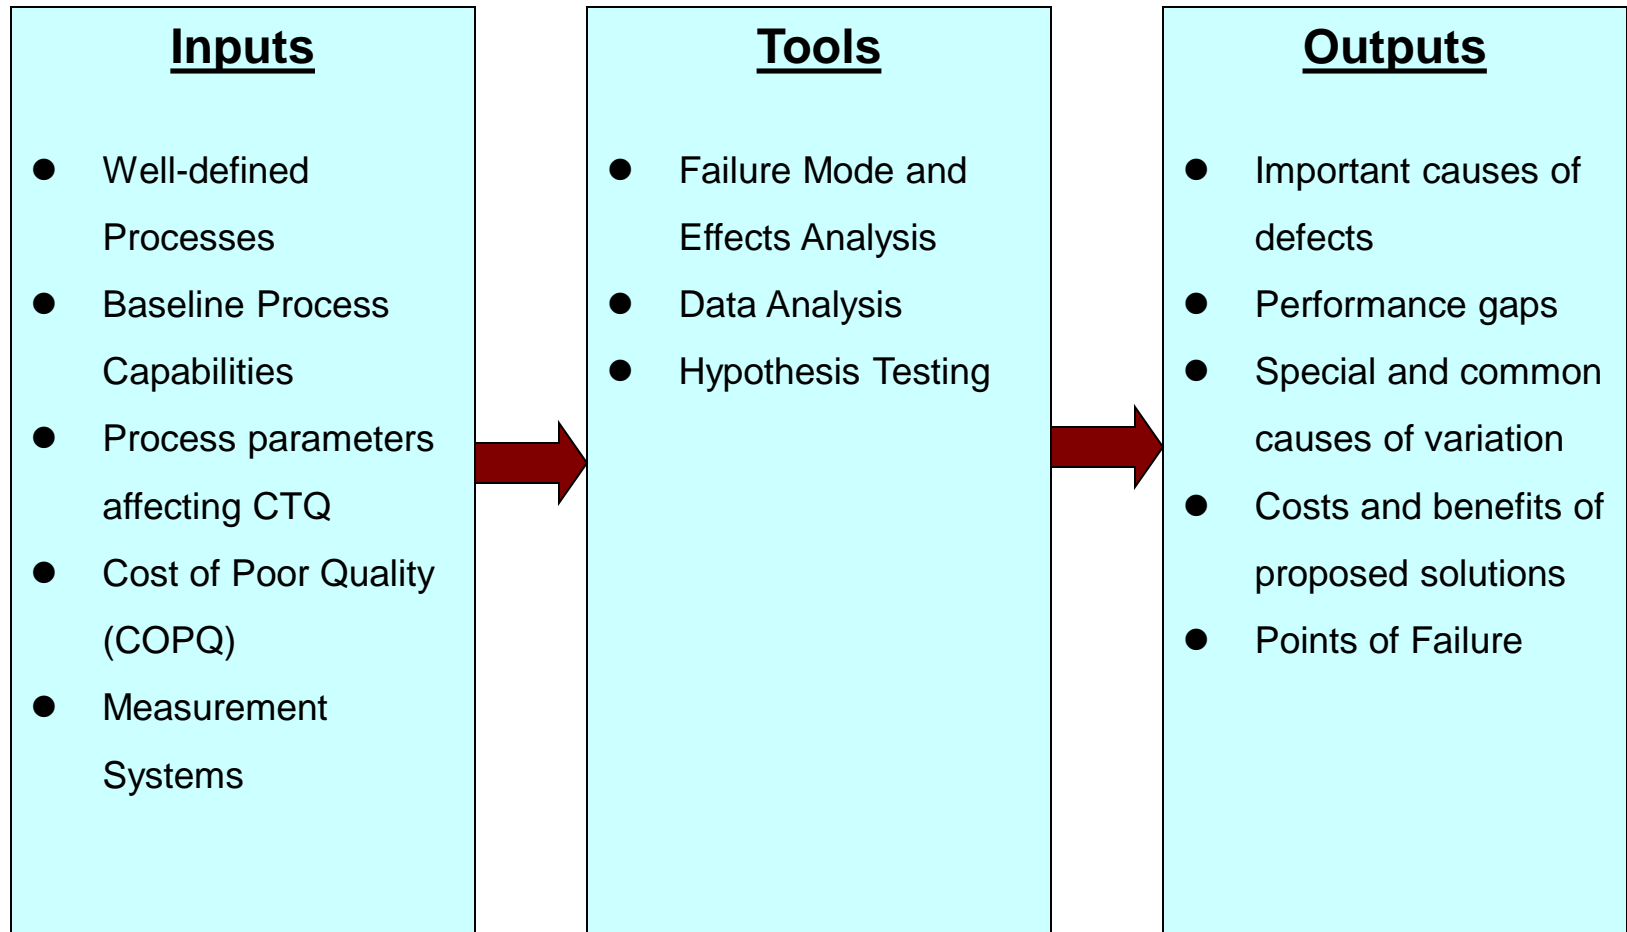 Inputs
● Well-defined
Processes
● Baseline Process
Capabilities
● Process parameters
affecting CTQ
● Cost of Poor Quality
(COPQ)
● Measurement
Systems
Tools
● Failure Mode and
Effects Analysis
● Data Analysis
● Hypothesis Testing
Outputs
● Important causes of
defects
● Performance gaps
● Special and common
causes of variation
● Costs and benefits of
proposed solutions
● Points of Failure